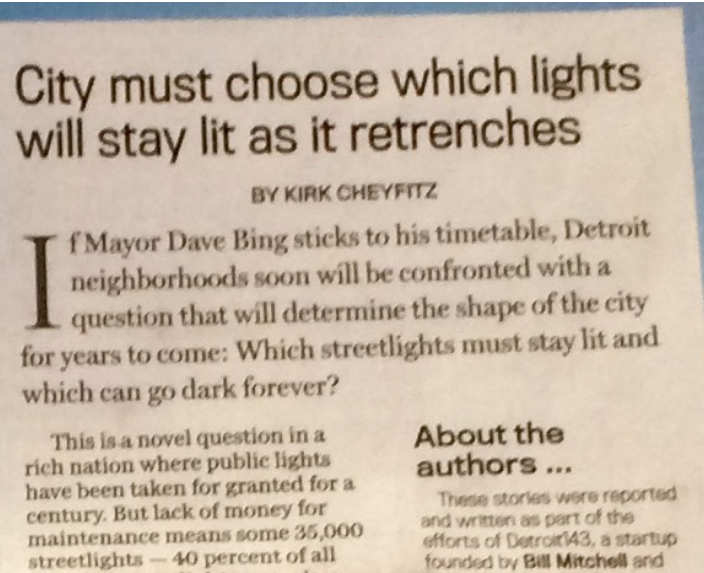 City must choose which lights
will stay lit as it retrenches
BY KIRK CHEYFITZ
If Mayor Dave Bing sticks to his timetable, Detroit
neighborhoods soon will be confronted with a
question that will determine the shape of the city
for years to come: Which streetlights must stay lit and
which can go dark forever?
This is a novel question in a
rich nation where public lights
have been taken for granted for a
century. But lack of money for
maintenance means some 35,000
streetlights — 40 percent of all
About the
authors ...
These stories were reported
and written as part of the
efforts of Detroit143, a startup
founded by Bill Mitchell and